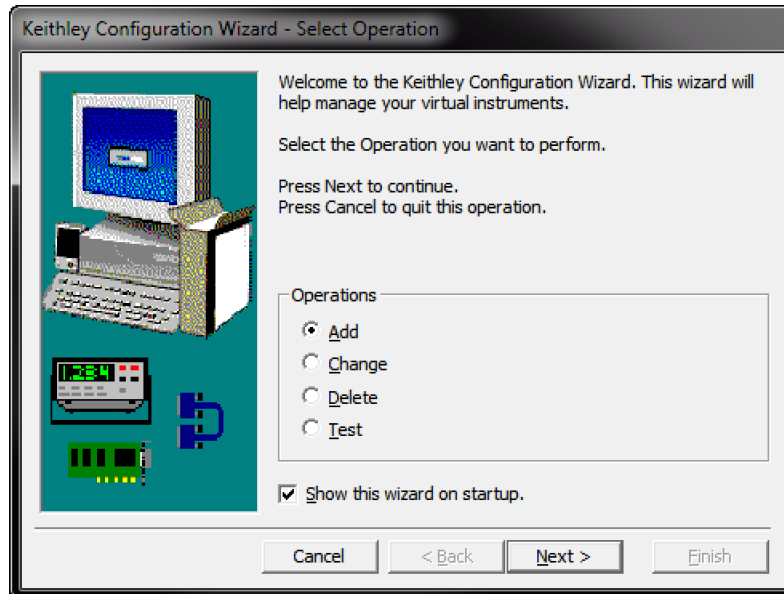 Keithley Configuration Wizard - Select Operation
Welcome to the Keithley Configuration Wizard. This wizard will
help manage your virtual instruments.
Select the Operation you want to perform.
Press Next to continue.
Press Cancel to quit this operation.
Operations
Add
Change
Delete
Test
1.234
Show this wizard on startup.
Cancel
< Back
Next >
Finish